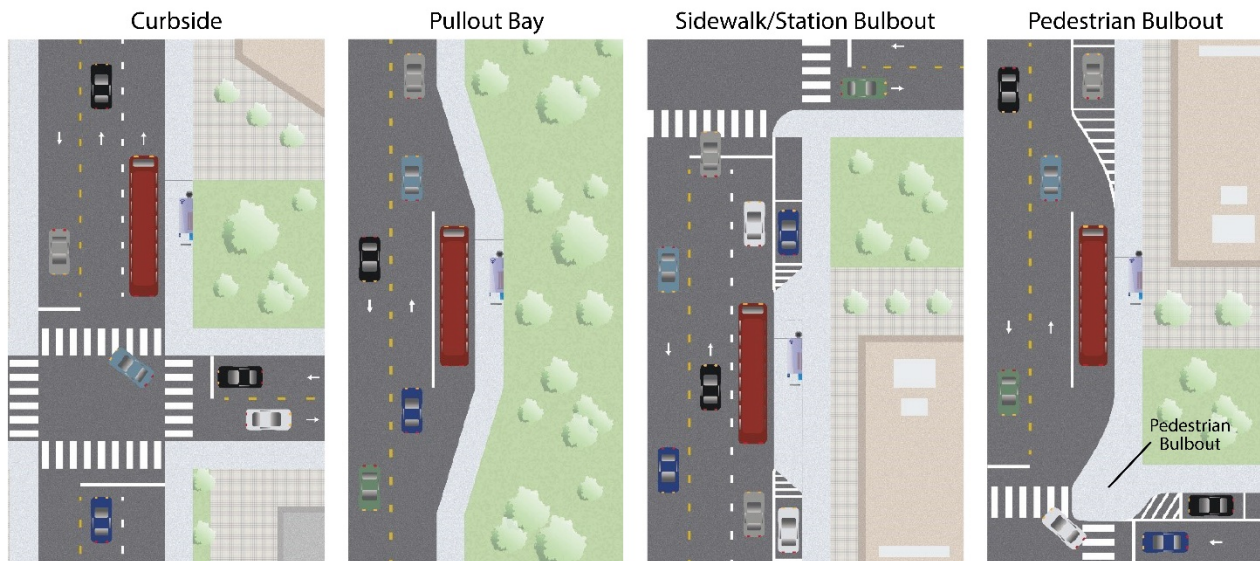 Curbside
Pullout Bay
Sidewalk/Station Bulbout
Pedestrian Bulbout
Pedestrian
Bulbout